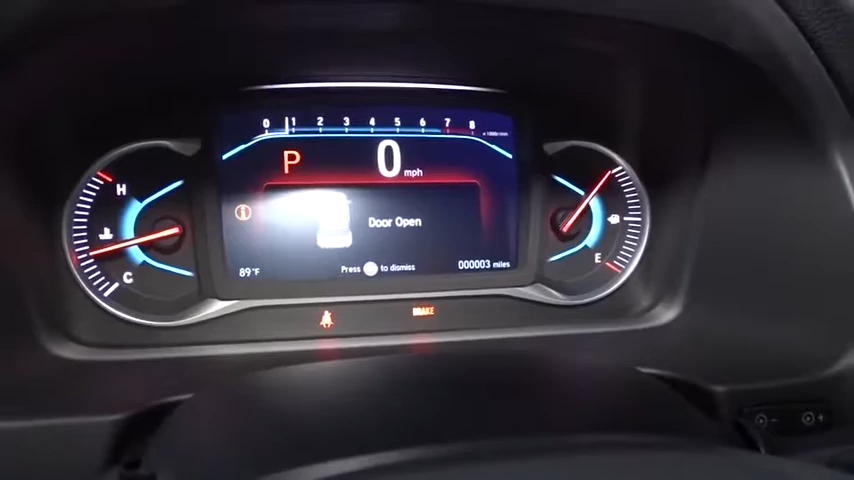 0 1 2 3 4 5 6 7 8 x 1000r/min
P 0 mph
H
C
i
Door Open
E
89°F
Press to dismiss
000003 miles
BRAKE
- +